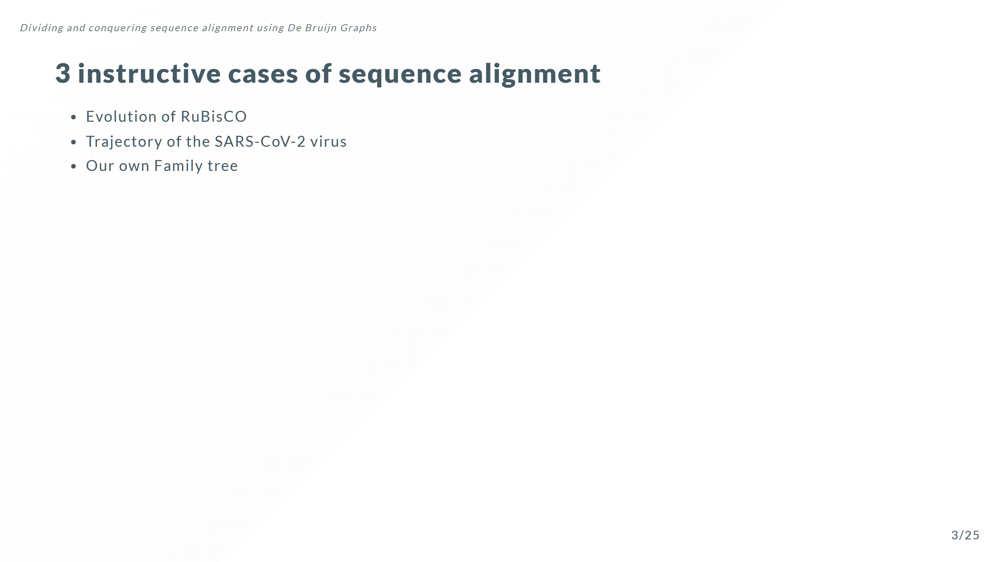 Dividing and conquering sequence alignment using De Bruijn Graphs
3 instructive cases of sequence alignment
• Evolution of RuBisCO
• Trajectory of the SARS-CoV-2 virus
• Our own Family tree
3/25